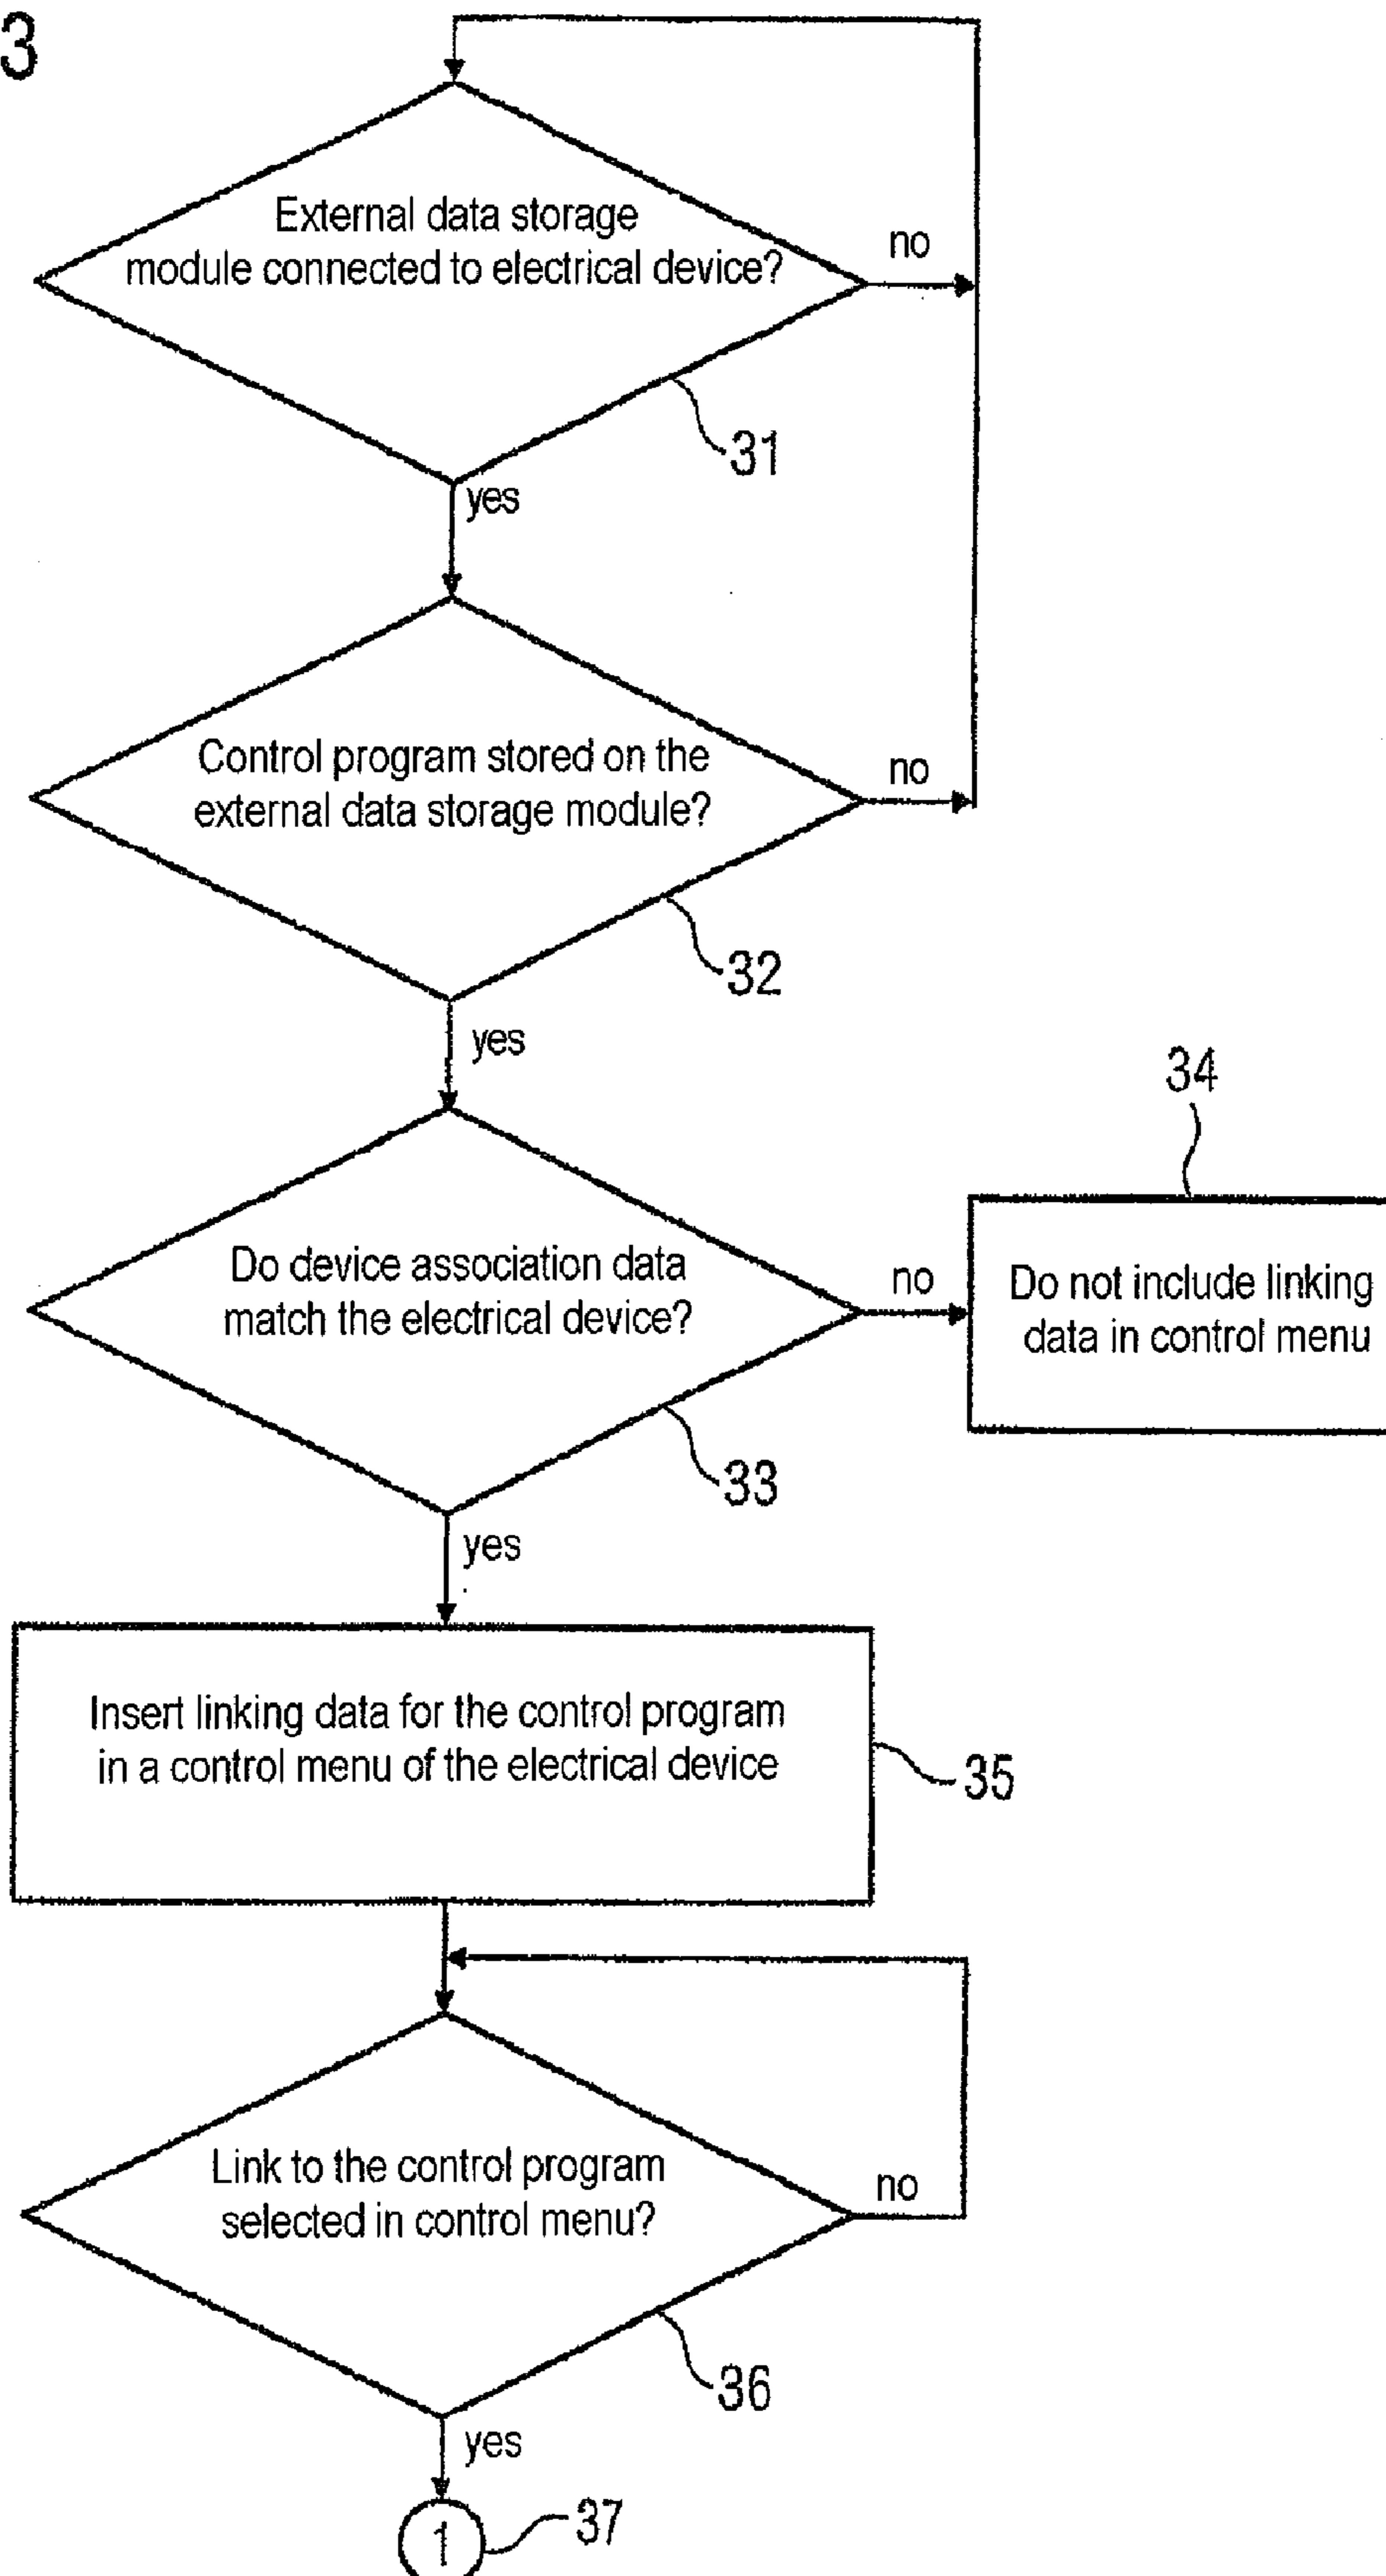 3
External data storage
module connected to electrical device?
no
31
yes
Control program stored on the
external data storage module?
no
32
yes
34
Do device association data
match the electrical device?
no
Do not include linking
data in control menu
33
yes
Insert linking data for the control program
in a control menu of the electrical device
35
Link to the control program
selected in control menu?
no
36
yes
1
37